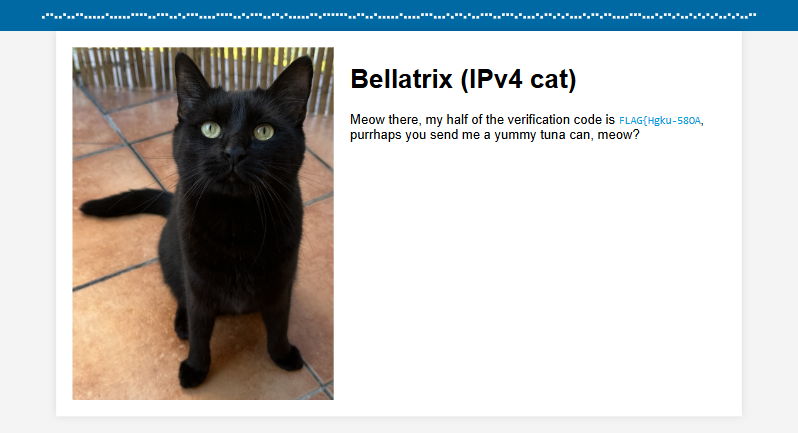 Bellatrix (IPv4 cat)
Meow there, my half of the verification code is FLAG{Hgku-580A,
purrhaps you send me a yummy tuna can, meow?